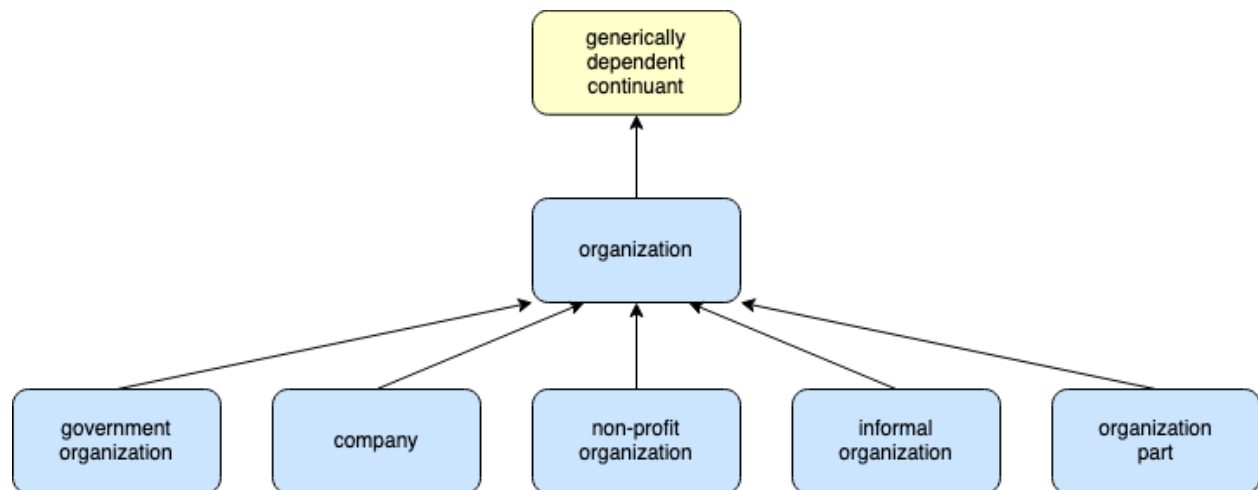 generically
dependent
continuant
organization
government
organization
company
non-profit
organization
informal
organization
organization
part